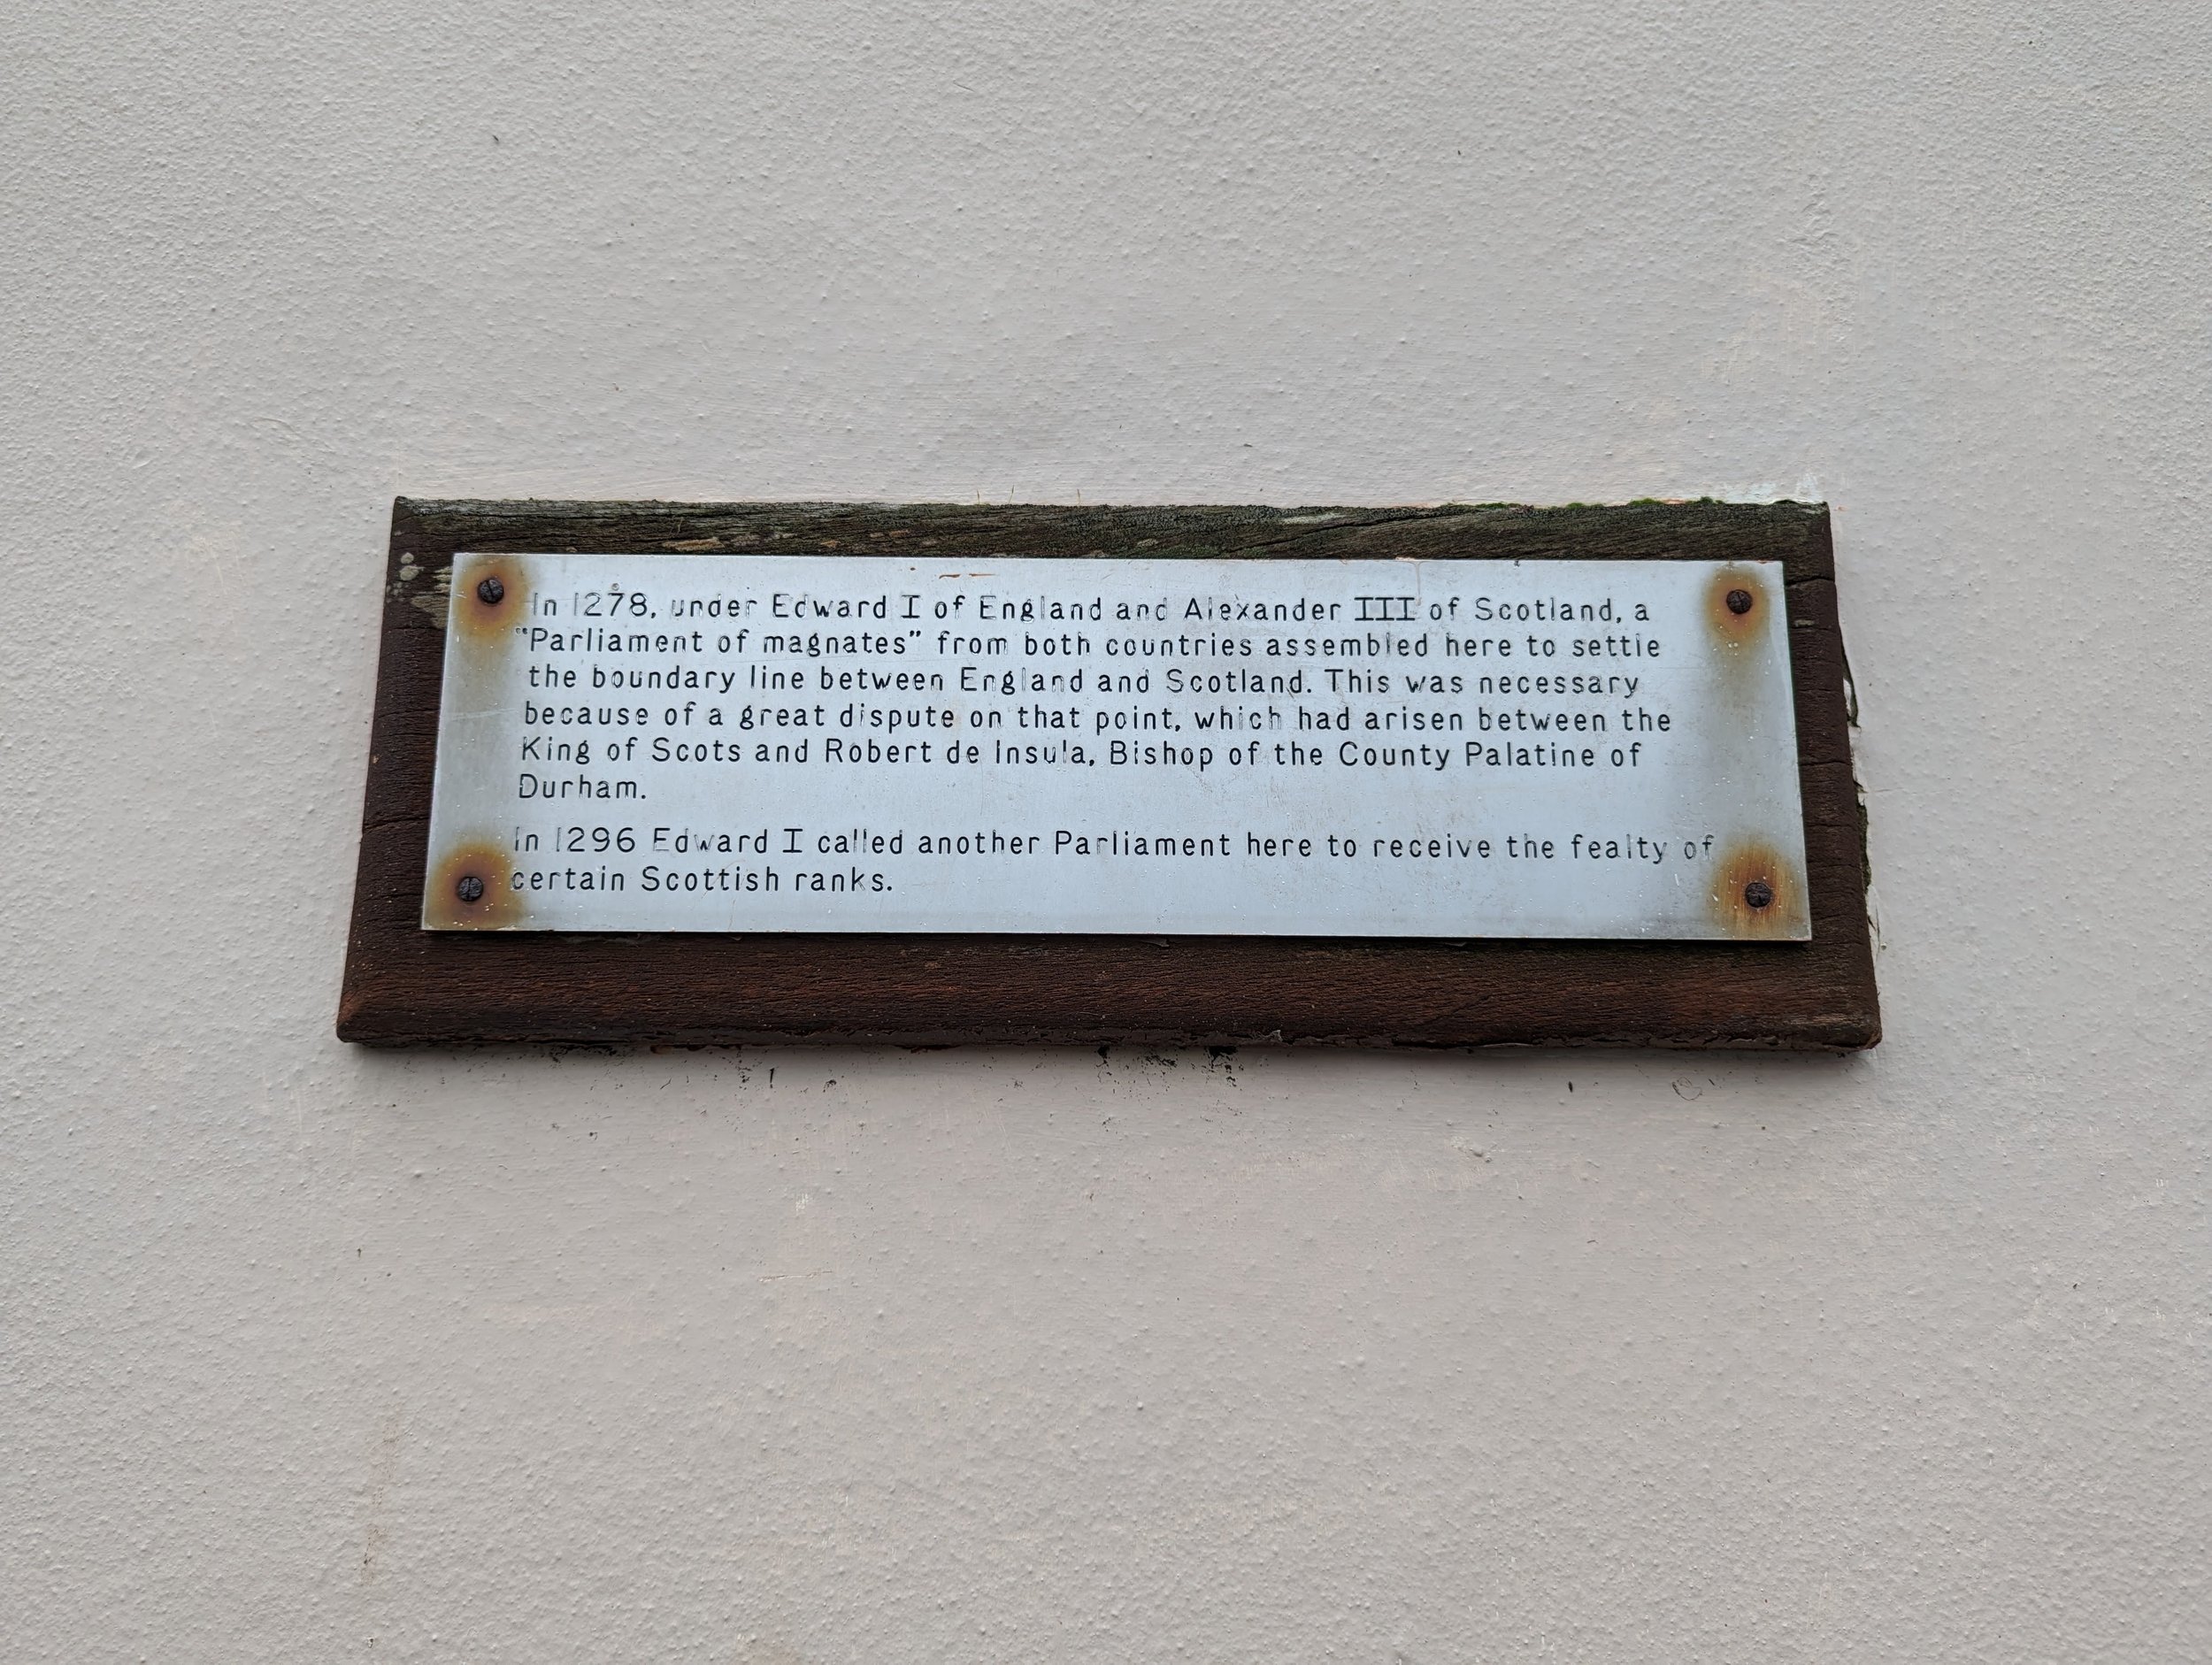 In 1278, under Edward I of England and Alexander III of Scotland, a
"Parliament of magnates" from both countries assembled here to settle
the boundary line between England and Scotland. This was necessary
because of a great dispute on that point, which had arisen between the
King of Scots and Robert de Insula, Bishop of the County Palatine of
Durham.
In 1296 Edward I called another Parliament here to receive the fealty of
certain Scottish ranks.